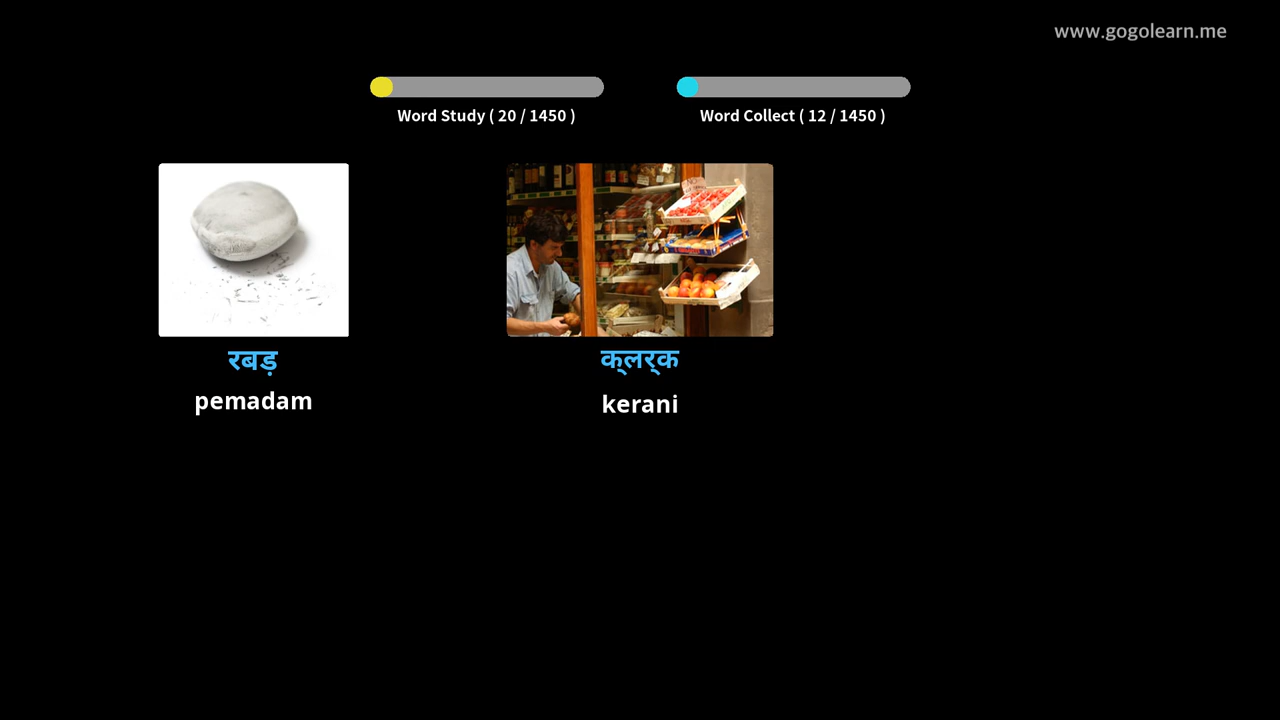 www.gogolearn.me
Word Study ( 20 / 1450 )
Word Collect ( 12 / 1450 )
रबड़
pemadam
क्लर्क
kerani